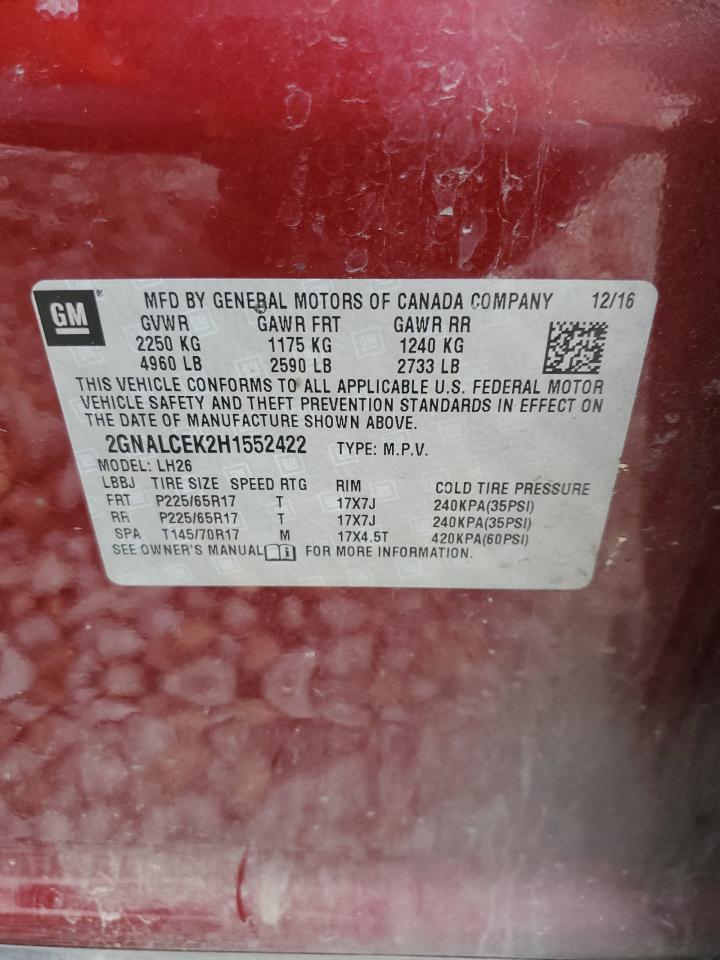 GM® MFD BY GENERAL MOTORS OF CANADA COMPANY 12/16
GVWR GAWR FRT GAWR RR
2250 KG 1175 KG 1240 KG
4960 LB 2590 LB 2733 LB
THIS VEHICLE CONFORMS TO ALL APPLICABLE U.S. FEDERAL MOTOR
VEHICLE SAFETY AND THEFT PREVENTION STANDARDS IN EFFECT ON
THE DATE OF MANUFACTURE SHOWN ABOVE.
2GNALCEK2H1552422 TYPE: M.P.V.
MODEL: LH26
LBBJ TIRE SIZE SPEED RTG RIM COLD TIRE PRESSURE
FRT P225/65R17 T 17X7J 240KPA(35PSI)
RR P225/65R17 T 17X7J 240KPA(35PSI)
SPA T145/70R17 M 17X4.5T 420KPA(60PSI)
SEE OWNER'S MANUAL i FOR MORE INFORMATION.